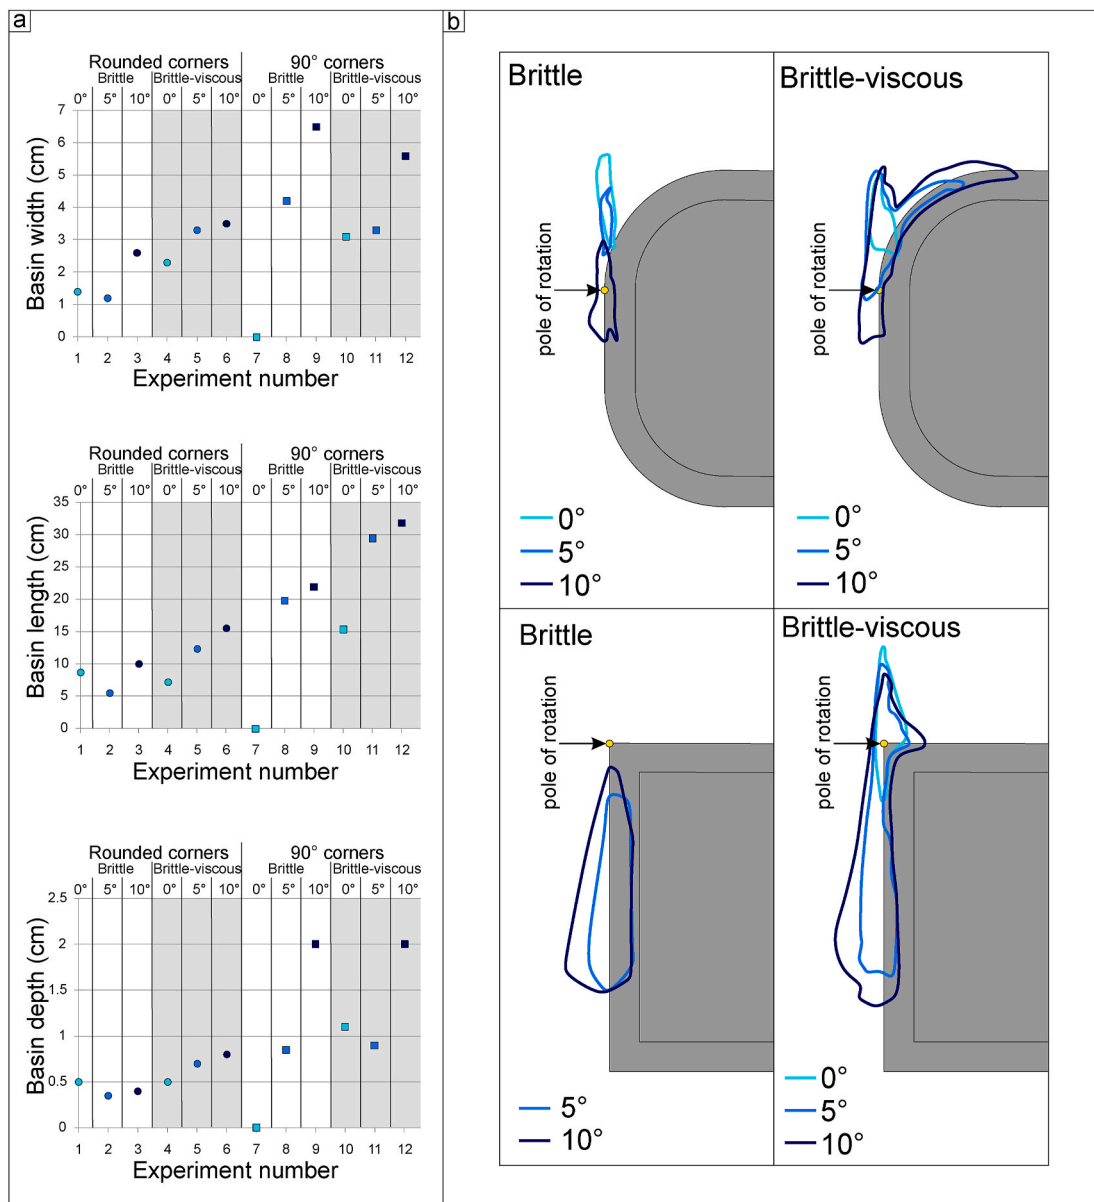 a
Rounded corners 90° corners
Brittle Brittle-viscous Brittle Brittle-viscous
0° 5° 10° 0° 5° 10° 0° 5° 10° 0° 5° 10°
7
6
5
4
3
2
1
0
Basin width (cm)
1 2 3 4 5 6 7 8 9 10 11 12
Experiment number
Rounded corners 90° corners
Brittle Brittle-viscous Brittle Brittle-viscous
0° 5° 10° 0° 5° 10° 0° 5° 10° 0° 5° 10°
35
30
25
20
15
10
5
0
Basin length (cm)
1 2 3 4 5 6 7 8 9 10 11 12
Experiment number
Rounded corners 90° corners
Brittle Brittle-viscous Brittle Brittle-viscous
0° 5° 10° 0° 5° 10° 0° 5° 10° 0° 5° 10°
2.5
2
1.5
1
0.5
0
Basin depth (cm)
1 2 3 4 5 6 7 8 9 10 11 12
Experiment number
b
Brittle
pole of rotation
0°
5°
10°
Brittle-viscous
pole of rotation
0°
5°
10°
Brittle
pole of rotation
5°
10°
Brittle-viscous
pole of rotation
0°
5°
10°